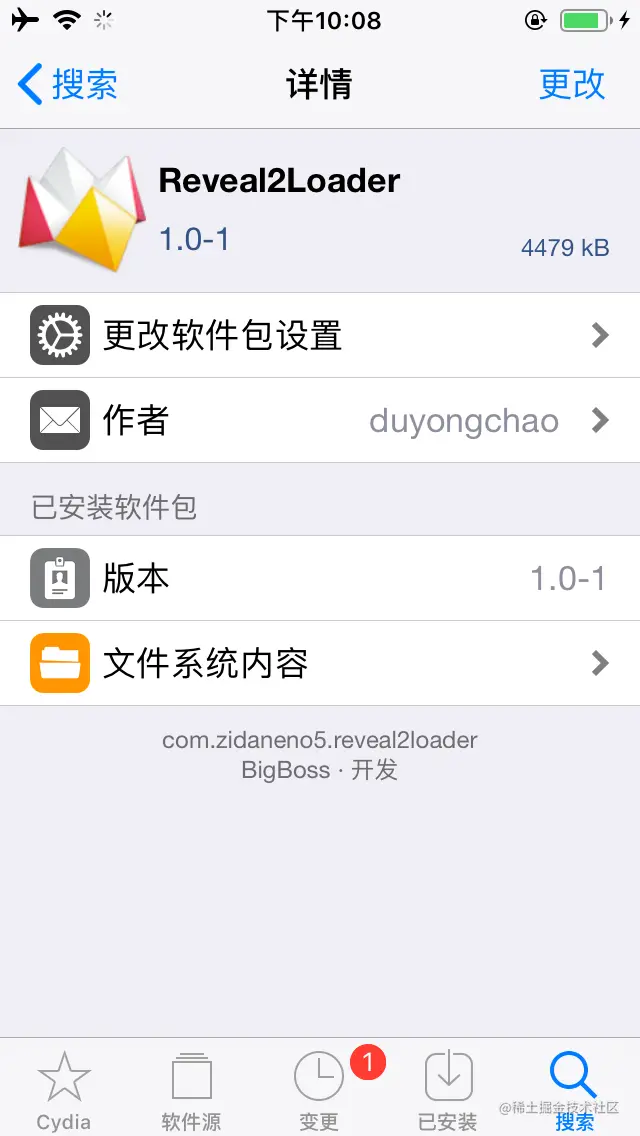 下午10:08
搜索 详情 更改
Reveal2Loader
1.0-1 4479 kB
更改软件包设置
作者 duyongchao
已安装软件包
版本 1.0-1
文件系统内容
com.zidaneno5.reveal2loader
BigBoss · 开发
1
@稀土掘金技术社区
Cydia 软件源 变更 已安装 搜索